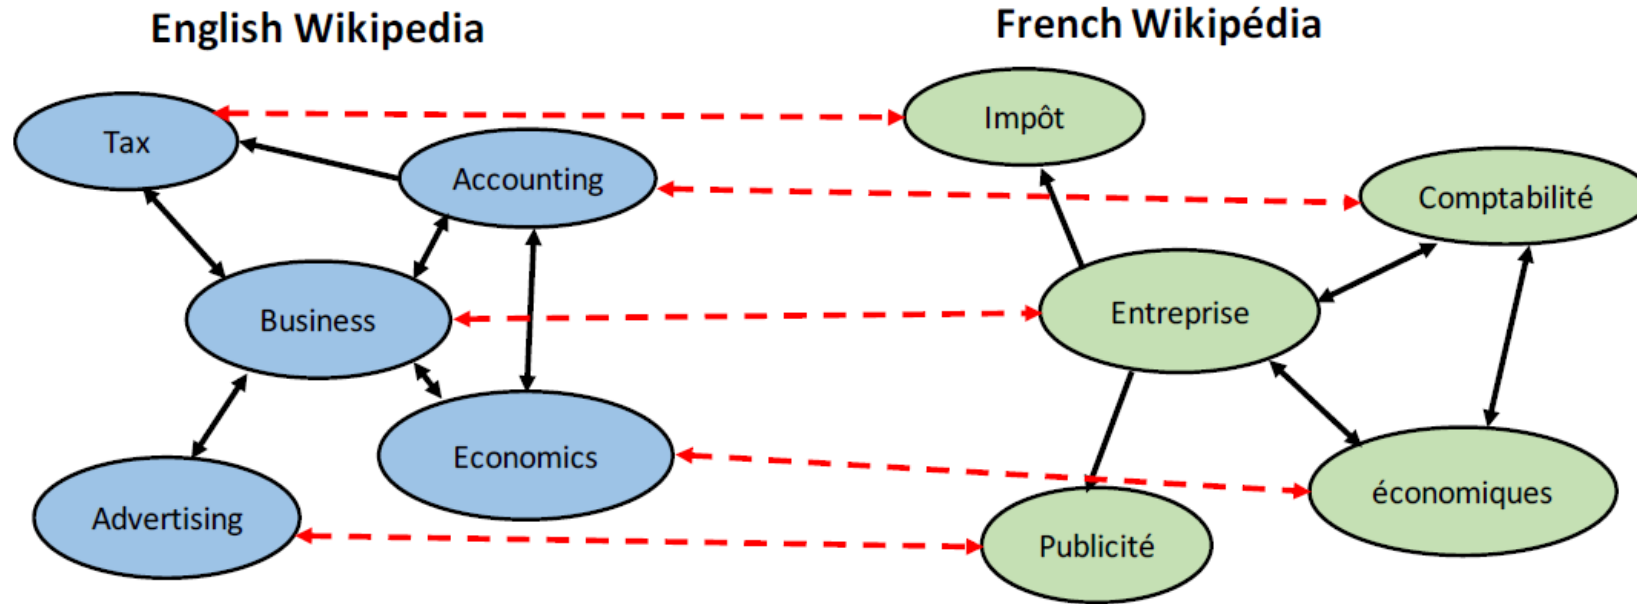 English Wikipedia
French Wikipédia
Tax
Accounting
Business
Economics
Advertising
Impôt
Comptabilité
Entreprise
économiques
Publicité